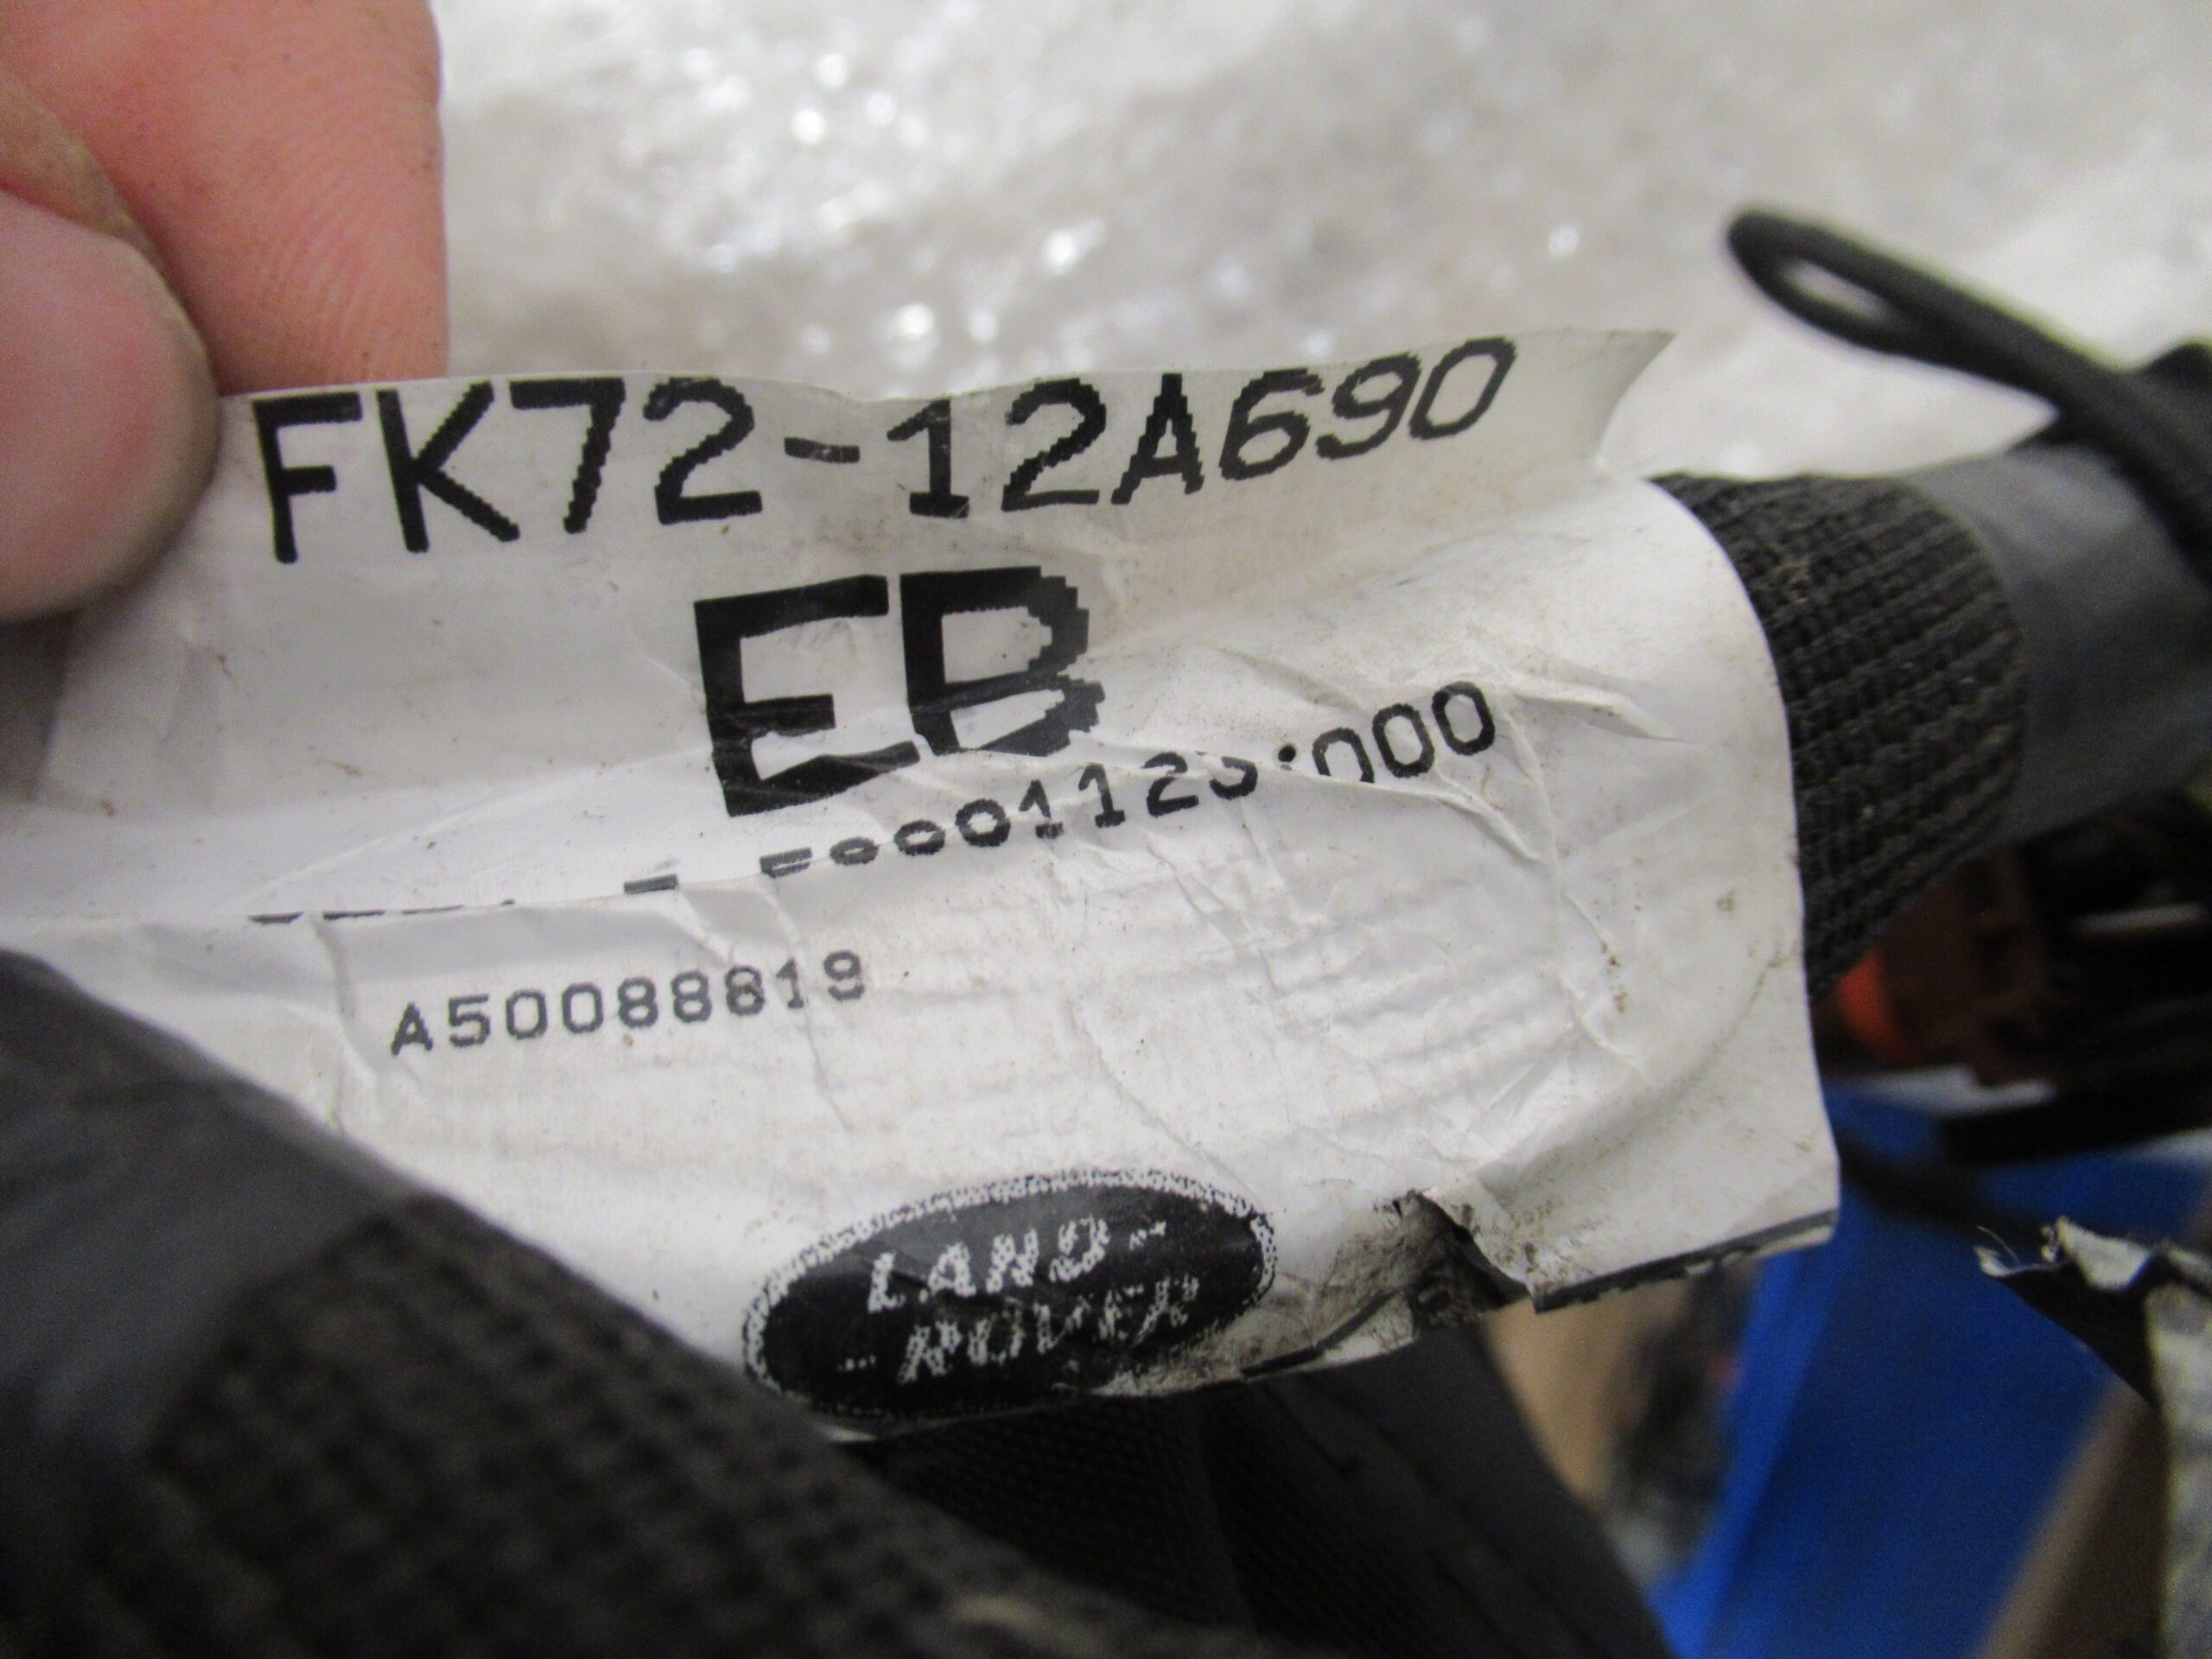 FK72-12A690
EB
A50088819
LAND-
-ROVER